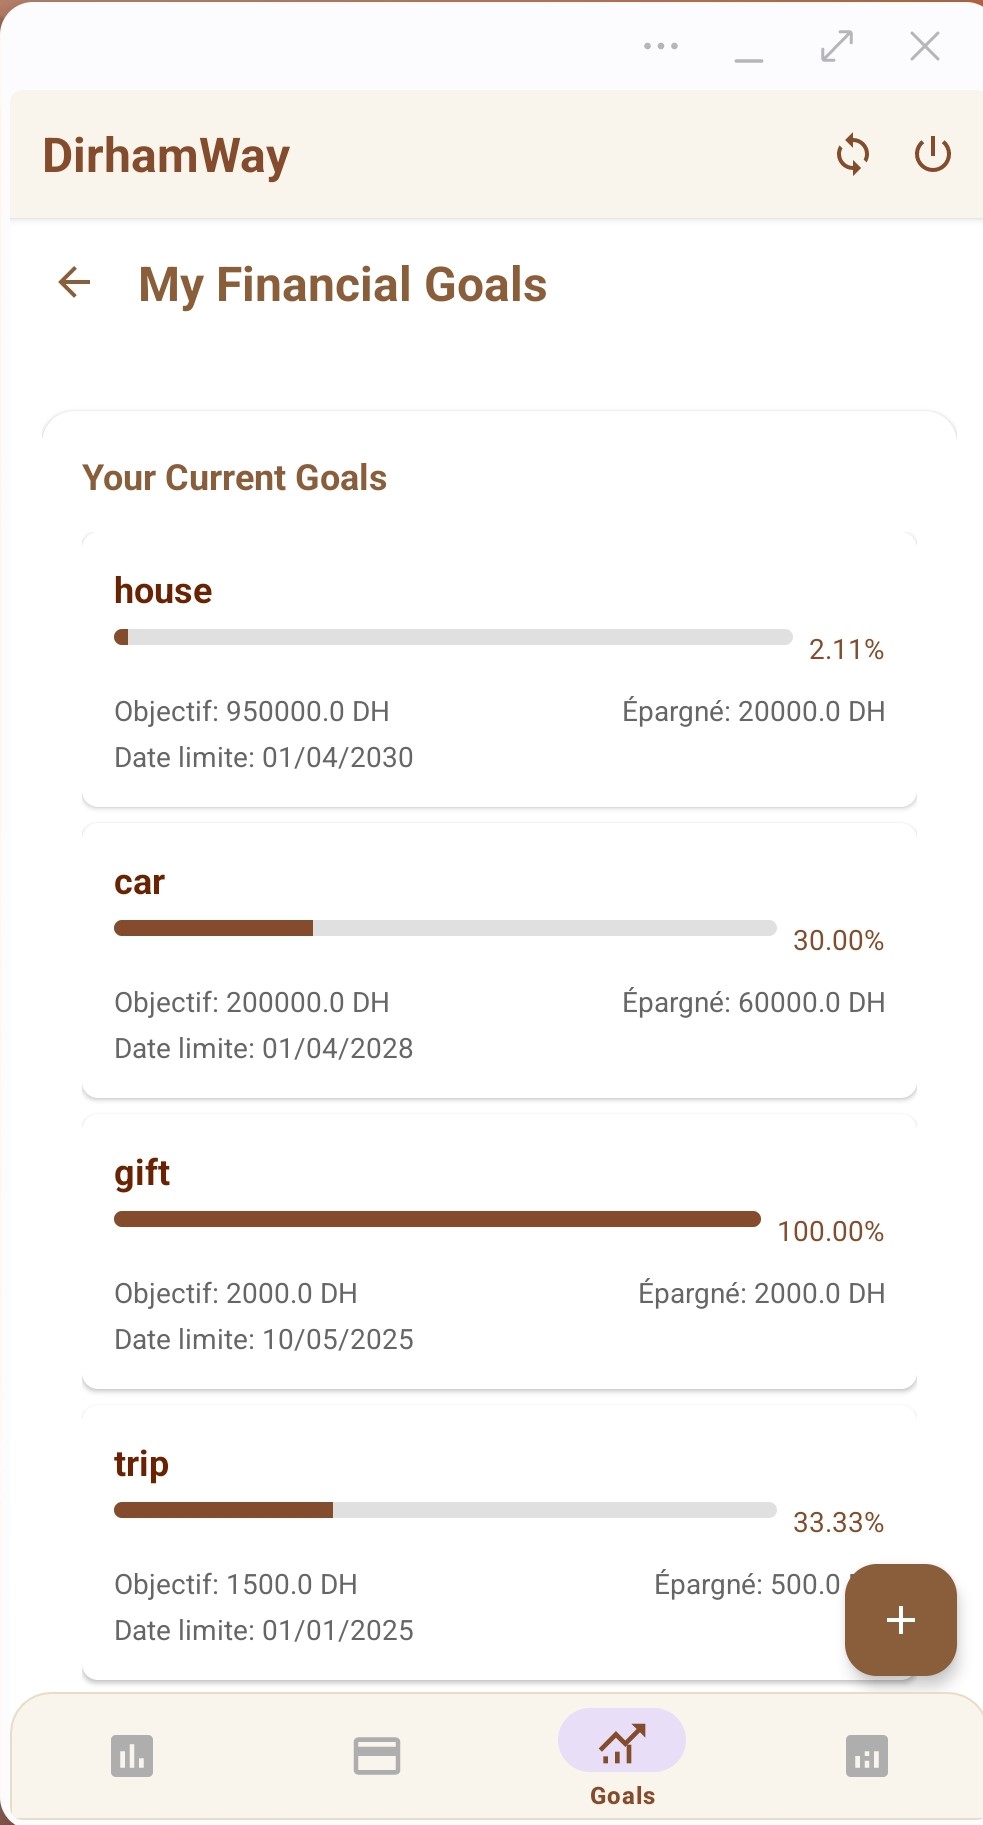 DirhamWay
My Financial Goals
Your Current Goals
house
2.11%
Objectif: 950000.0 DH Épargné: 20000.0 DH
Date limite: 01/04/2030
car
30.00%
Objectif: 200000.0 DH Épargné: 60000.0 DH
Date limite: 01/04/2028
gift
100.00%
Objectif: 2000.0 DH Épargné: 2000.0 DH
Date limite: 10/05/2025
trip
33.33%
Objectif: 1500.0 DH Épargné: 500.0
Date limite: 01/01/2025
Goals